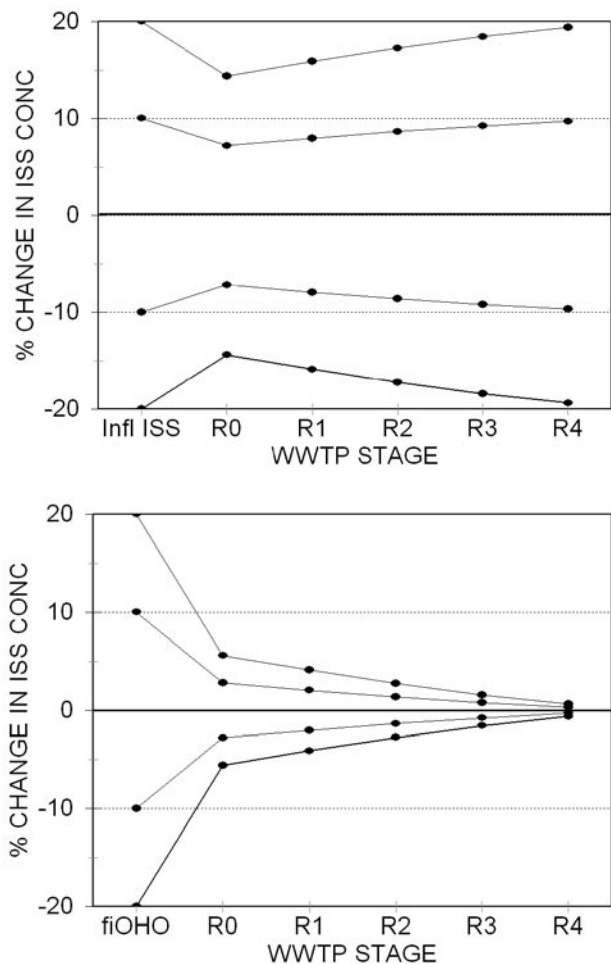 % CHANGE IN ISS CONC
20
10
0
-10
-20
Infl ISS R0 R1 R2 R3 R4
WWTP STAGE
% CHANGE IN ISS CONC
20
10
0
-10
-20
fiOHO R0 R1 R2 R3 R4
WWTP STAGE